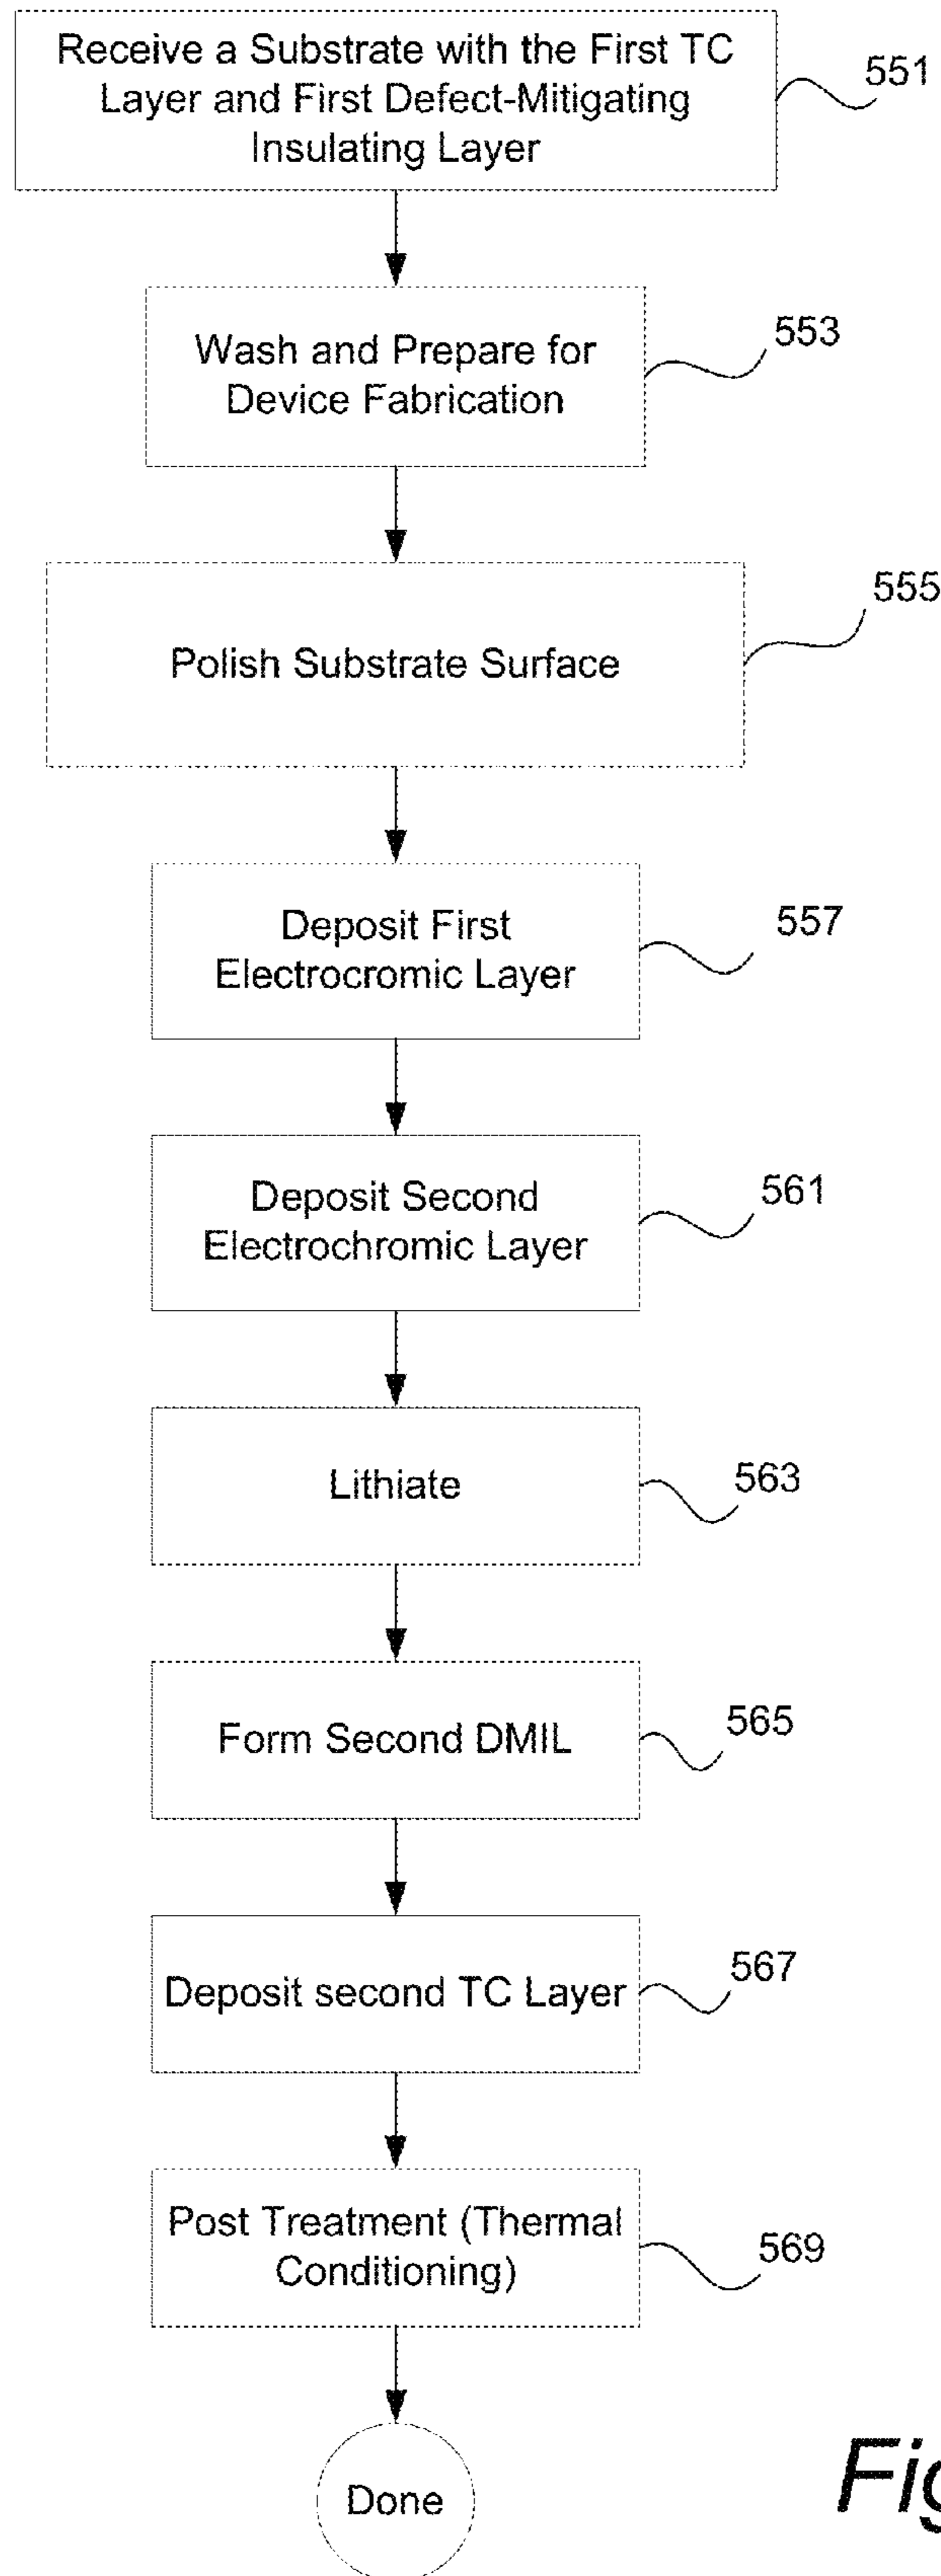 Receive a Substrate with the First TC
Layer and First Defect-Mitigating
Insulating Layer
551
Wash and Prepare for
Device Fabrication
553
Polish Substrate Surface
555
Deposit First
Electrocromic Layer
557
Deposit Second
Electrochromic Layer
561
Lithiate
563
Form Second DMIL
565
Deposit second TC Layer
567
Post Treatment (Thermal
Conditioning)
569
Done
Fig